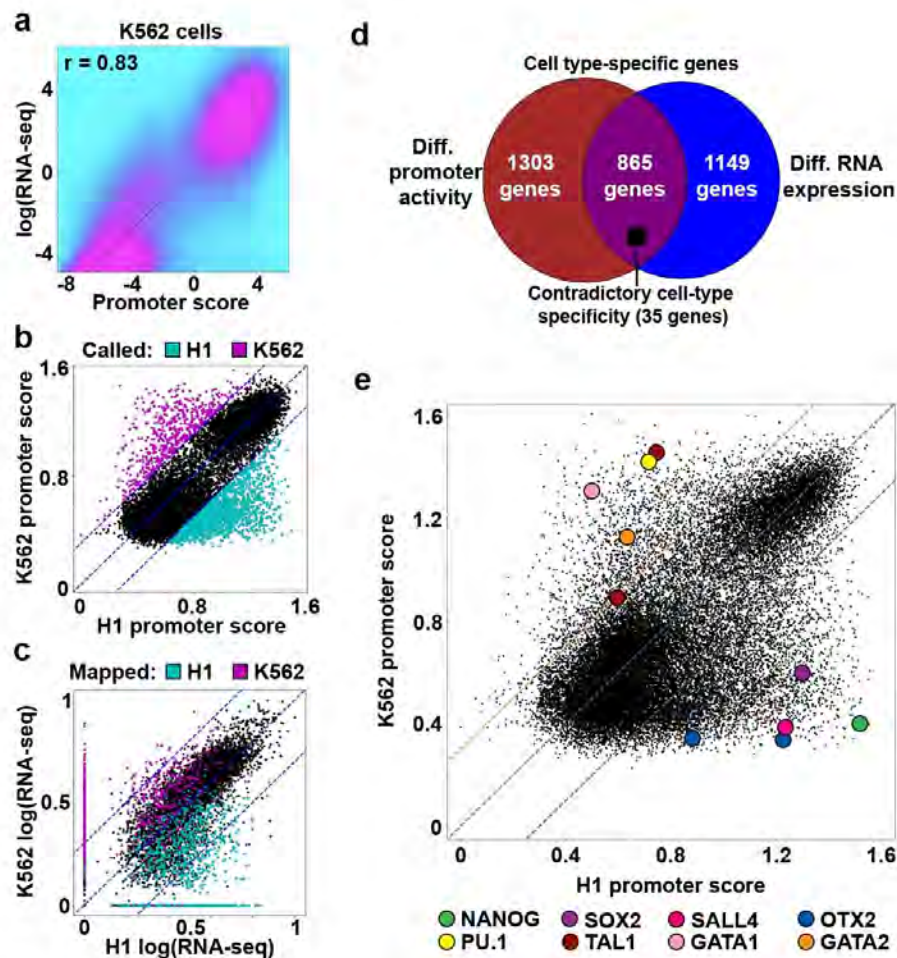 a
K562 cells
r = 0.83
log(RNA-seq)
4
0
-4
-8
-4
0
4
Promoter score
b
Called: H1 K562
K562 promoter score
1.6
0.8
0
0
0.8
1.6
H1 promoter score
c
Mapped: H1 K562
K562 log(RNA-seq)
1
0.5
0
0
0.5
1
H1 log(RNA-seq)
d
Cell type-specific genes
Diff.
promoter
activity
1303
genes
865
genes
1149
genes
Diff. RNA
expression
Contradictory cell-type
specificity (35 genes)
e
K562 promoter score
1.6
1.2
0.8
0.4
0
0
0.4
0.8
1.2
1.6
H1 promoter score
NANOG SOX2 SALL4 OTX2
PU.1 TAL1 GATA1 GATA2